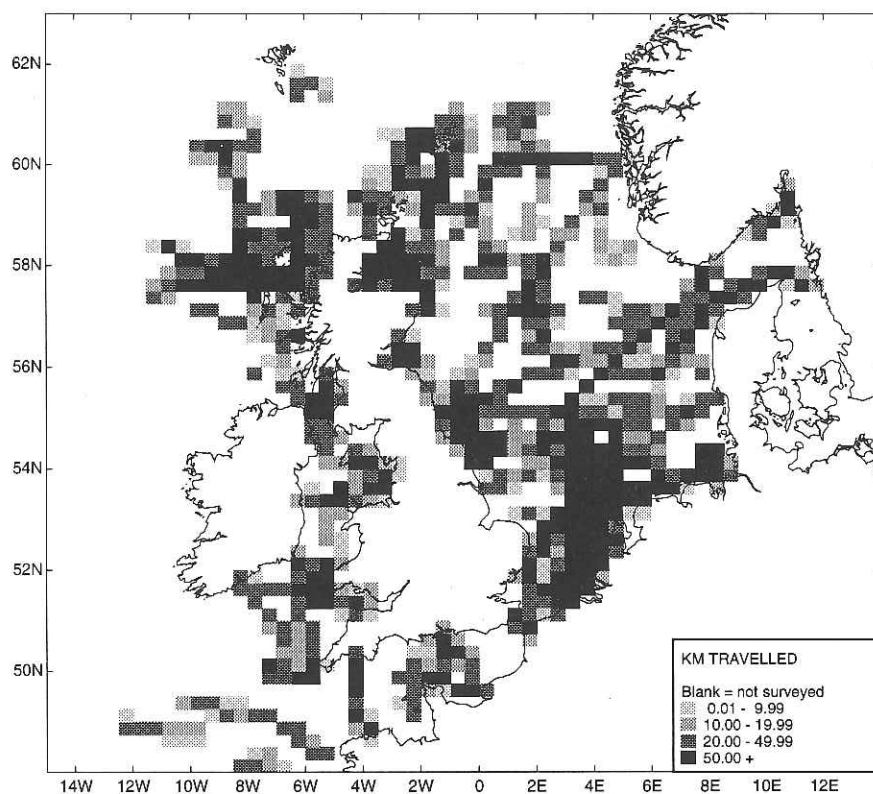 62N
60N
58N
56N
54N
52N
50N
KM TRAVELLED
Blank = not surveyed
0.01 - 9.99
10.00 - 19.99
20.00 - 49.99
50.00 +
14W 12W 10W 8W 6W 4W 2W 0 2E 4E 6E 8E 10E 12E